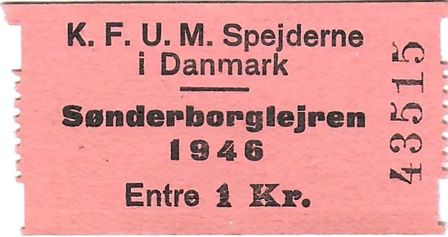 K. F. U. M. Spejderne
i Danmark
Sønderborglejren
1946
Entre 1 Kr.
43515